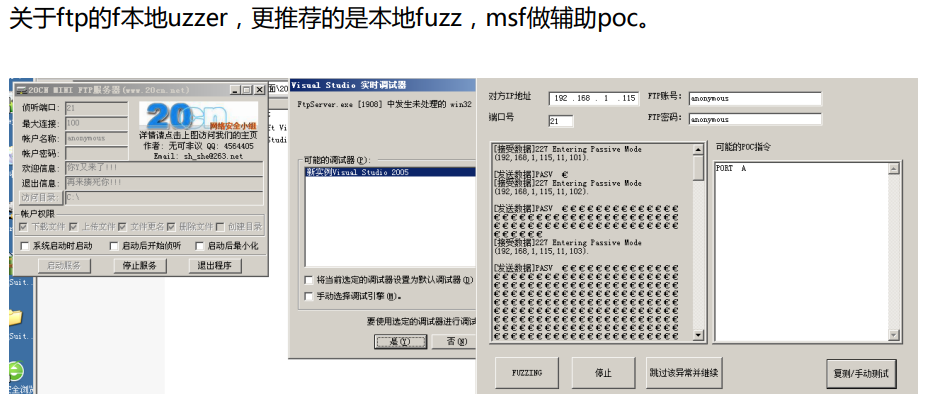 关于ftp的f本地uzzer，更推荐的是本地fuzz，msf做辅助poc。
20CN MINI FTP服务器(www.20cn.net)
侦听端口： 21
最大连接： 100
帐户名称： anonymous
帐户密码：
欢迎信息： 你Y又来了!!!
退出信息： 再来揍死你!!!
访问目录： C:\
20CN
网络安全小组
详情请点击上图访问我们的主页
作者：无可非议 QQ: 4564405
Email: sh_she@263.net
帐户权限
下载文件 上传文件 文件更名 删除文件 创建目录
系统启动时启动 启动后开始侦听 启动后最小化
启动服务 停止服务 退出程序
面\20
ft Vi
Studi
Suit..
Suit..
全浏
Visual Studio 实时调试器
FtpServer.exe [1908] 中发生未处理的 win32
可能的调试器(P)：
新实例Visual Studio 2005
将当前选定的调试器设置为默认调试器(D)
手动选择调试引擎(M)。
要使用选定的调试器进行调试
是(Y) 否(N)
对方IP地址 192 .168 . 1 .115 FTP账号： anonymous
端口号 21 FTP密码： anonymous
[接受数据]227 Entering Passive Mode
(192,168,1,115,11,101).
[发送数据]PASV €
[接受数据]227 Entering Passive Mode
(192,168,1,115,11,102).
[发送数据]PASV €€€€€€€€€€€€€
€€€€€€€€€€€€€€€€€€
€€€€€€
[接受数据]227 Entering Passive Mode
(192,168,1,115,11,103).
[发送数据]PASV €€€€€€€€€€€€€
€€€€€€€€€€€€€€€€€€
€€€€€€€€€€€€€€€€€€
€€€€€€€€€€€€€€€€€€
€€€€€€€€€€€€€€€€€€
€€€€€€€€€€€€€€€€€€
可能的POC指令
PORT A
FUZZING 停止 跳过该异常并继续 复测/手动测试